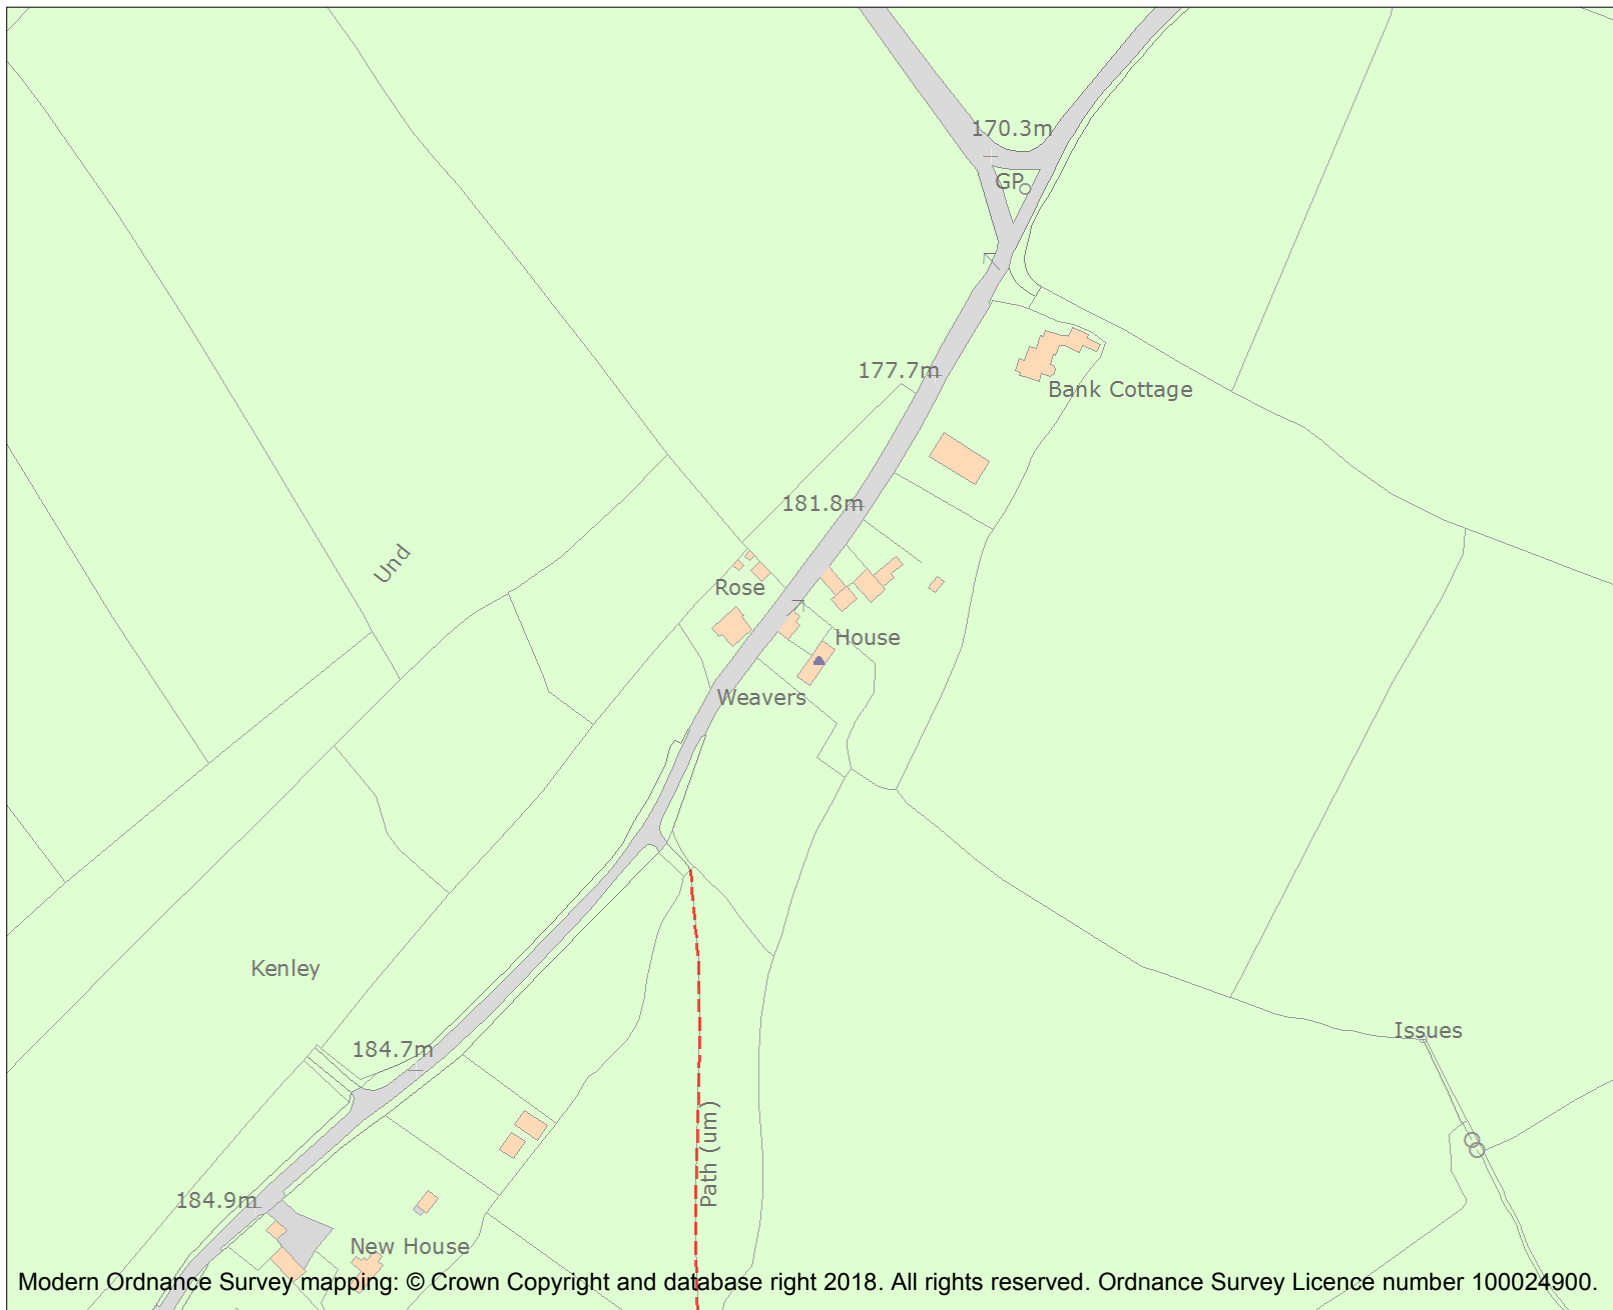 170.3m
GP
177.7m
Bank Cottage
181.8m
Und
Rose
House
Weavers
Kenley
Issues
184.7m
Path (um)
184.9m
New House
Modern Ordnance Survey mapping: © Crown Copyright and database right 2018. All rights reserved. Ordnance Survey Licence number 100024900.